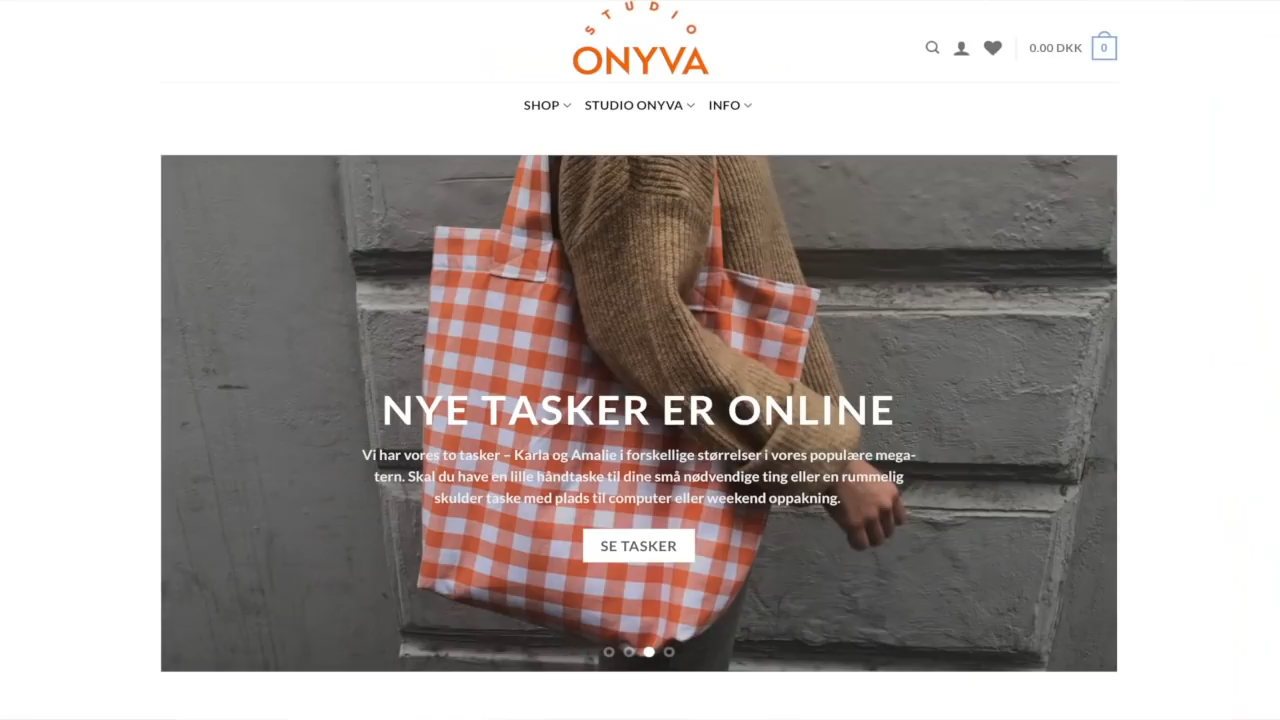 STUDIO
ONYVA
0.00 DKK
0
SHOP
STUDIO ONYVA
INFO
NYE TASKER ER ONLINE
Vi har vores to tasker – Karla og Amalie i forskellige størrelser i vores populære mega-
tern. Skal du have en lille håndtaske til dine små nødvendige ting eller en rummelig
skulder taske med plads til computer eller weekend oppakning.
SE TASKER